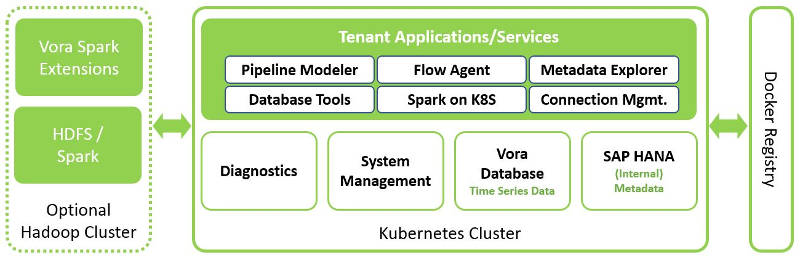 Vora Spark
Extensions
HDFS /
Spark
Optional
Hadoop Cluster
Tenant Applications/Services
Pipeline Modeler
Flow Agent
Metadata Explorer
Database Tools
Spark on K8S
Connection Mgmt.
Diagnostics
System
Management
Vora
Database
Time Series Data
SAP HANA
(Internal)
Metadata
Kubernetes Cluster
Docker Registry